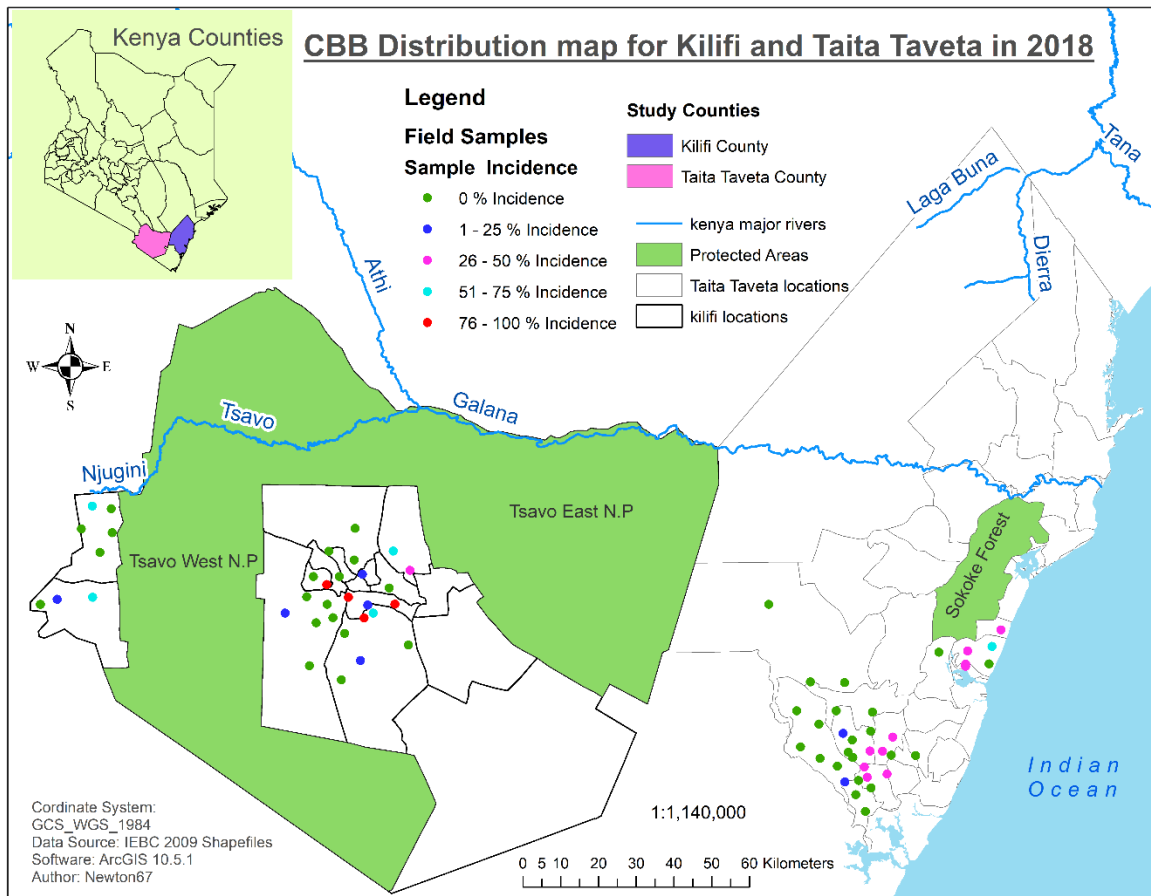 Kenya Counties
CBB Distribution map for Kilifi and Taita Taveta in 2018
Legend
Field Samples
Sample Incidence
0 % Incidence
1 - 25 % Incidence
26 - 50 % Incidence
51 - 75 % Incidence
76 - 100 % Incidence
Study Counties
Kilifi County
Taita Taveta County
kenya major rivers
Protected Areas
Taita Taveta locations
kilifi locations
Laga Buna
Tana
Dierra
Athi
N
W
E
S
Galana
Tsavo
Njugini
Tsavo East N.P
Tsavo West N.P
Sokoke Forest
Indian
Ocean
Cordinate System:
GCS_WGS_1984
Data Source: IEBC 2009 Shapefiles
Software: ArcGIS 10.5.1
Author: Newton67
1:1,140,000
0 5 10 20 30 40 50 60 Kilometers